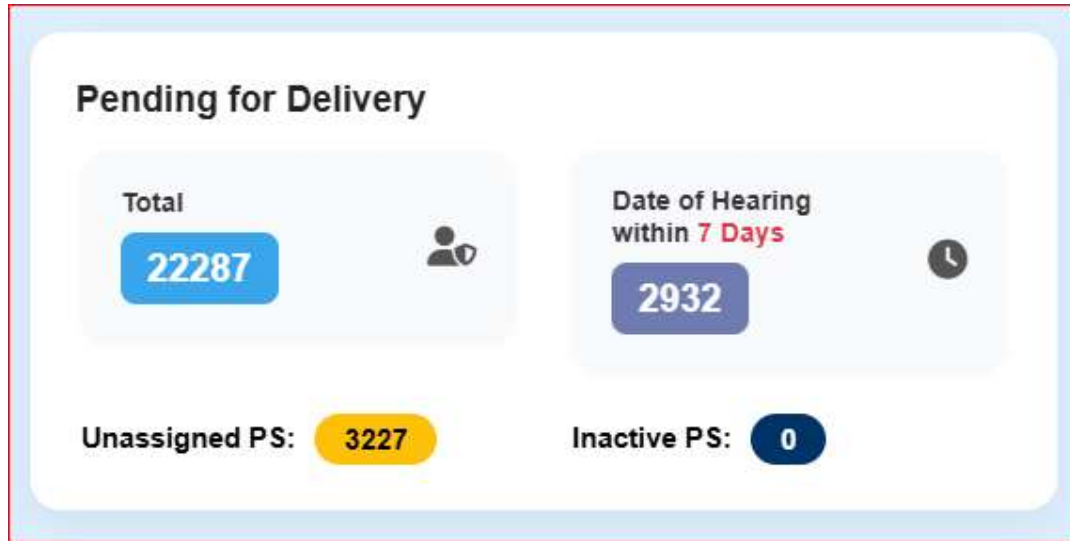 Pending for Delivery
Total
22287
Date of Hearing
within 7 Days
2932
Unassigned PS: 3227
Inactive PS: 0